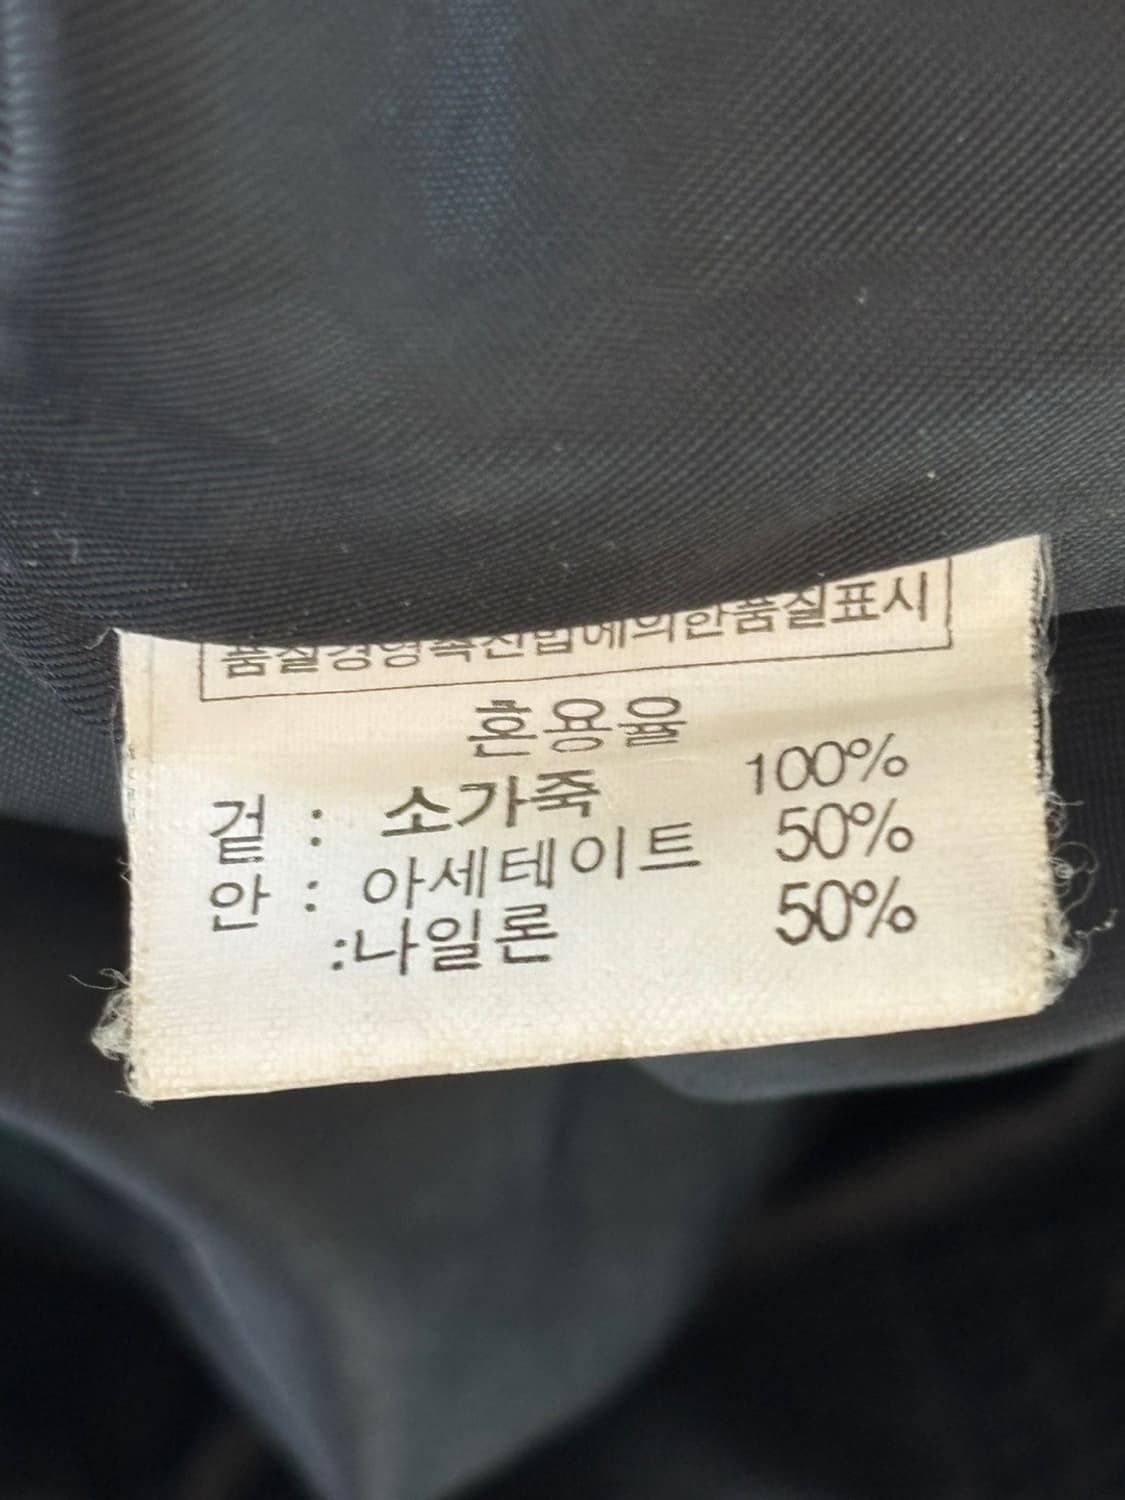 품질경영촉진법에의한품질표시
혼용율
겉 : 소가죽 100%
안 : 아세테이트 50%
:나일론 50%